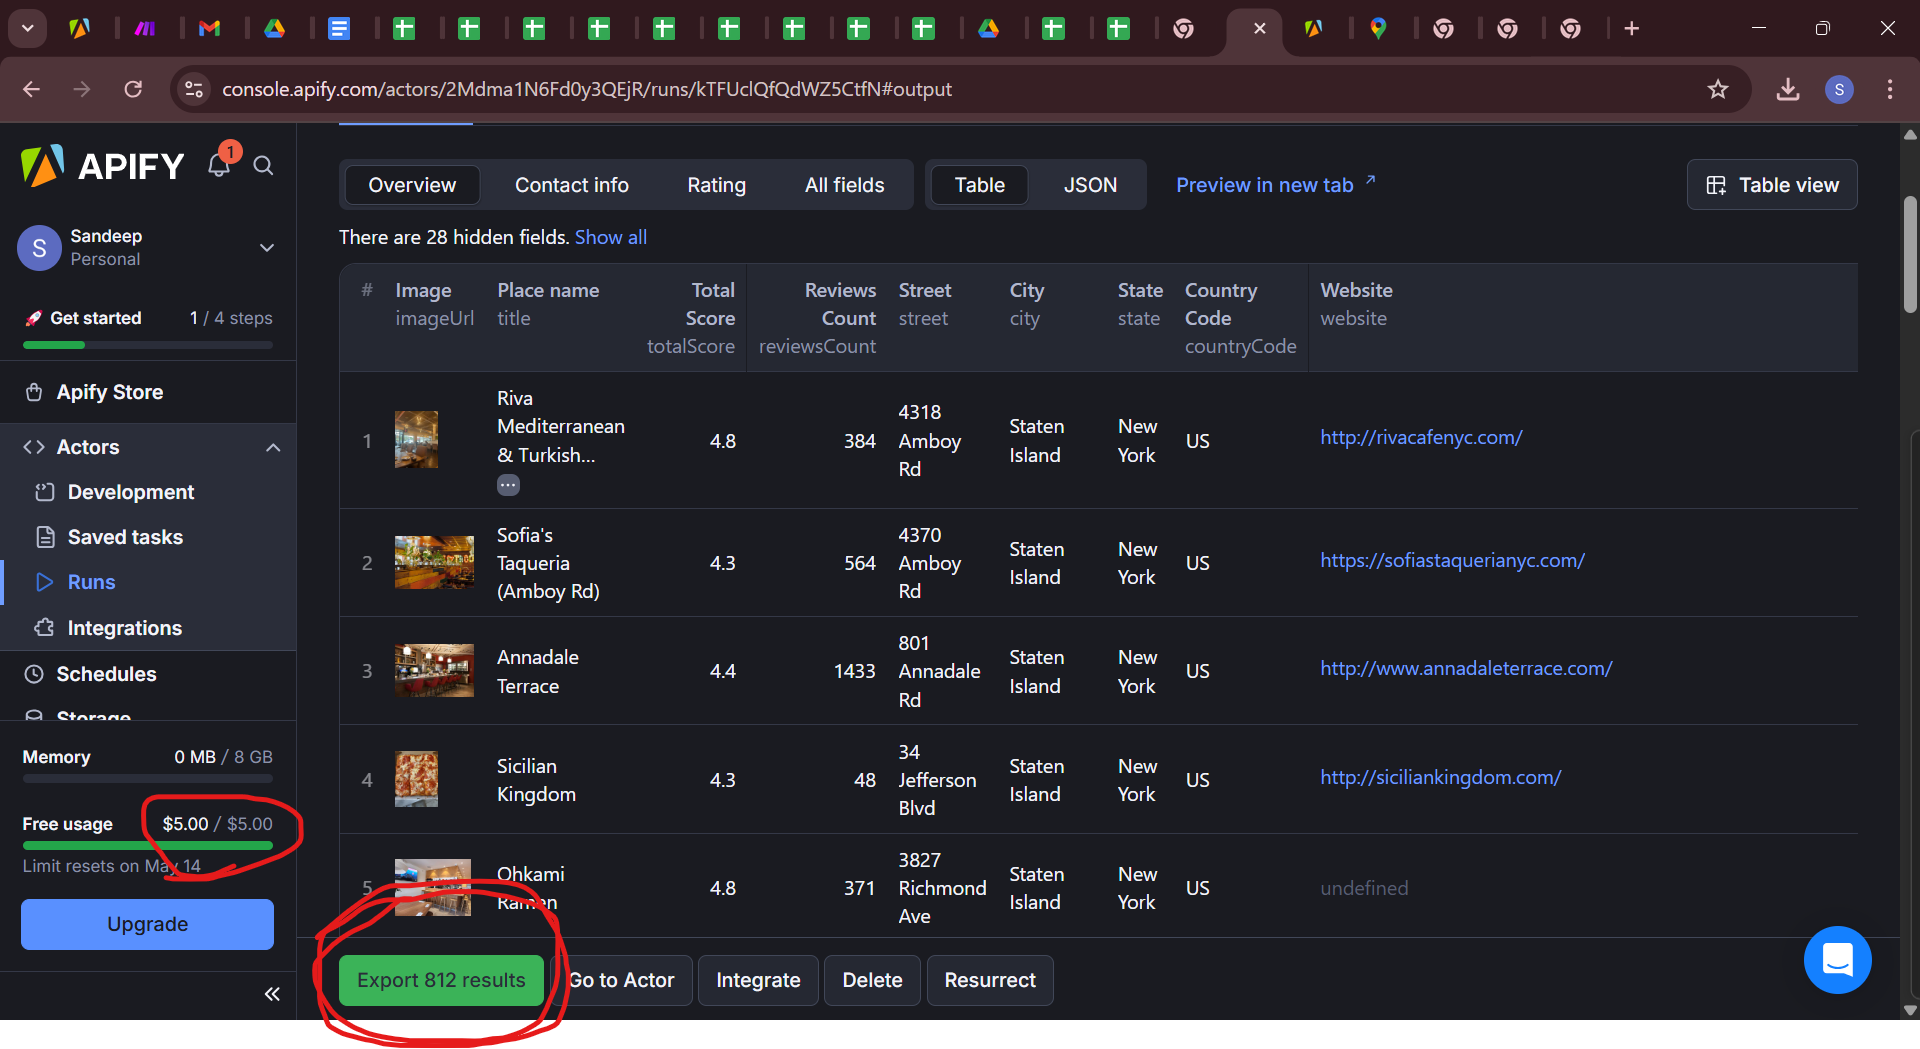 console.apify.com/actors/2Mdma1N6Fd0y3QEjR/runs/kTFUclQfQdWZ5CtfN#output
S
APIFY
1
S
Sandeep
Personal
Get started 1 / 4 steps
Apify Store
Actors
Development
Saved tasks
Runs
Integrations
Schedules
Storage
Memory 0 MB / 8 GB
Free usage $5.00 / $5.00
Limit resets on May 14
Upgrade
Overview Contact info Rating All fields Table JSON Preview in new tab Table view
There are 28 hidden fields. Show all
# Image Place name Total Reviews Street City State Country Website
imageUrl title Score Count street city state Code website
totalScore reviewsCount countryCode
1 Riva Mediterranean & Turkish... 4.8 384 4318 Amboy Rd Staten Island New York US http://rivacafenyc.com/
2 Sofia's Taqueria (Amboy Rd) 4.3 564 4370 Amboy Rd Staten Island New York US https://sofiastaquerianyc.com/
3 Annadale Terrace 4.4 1433 801 Annadale Rd Staten Island New York US http://www.annadaleterrace.com/
4 Sicilian Kingdom 4.3 48 34 Jefferson Blvd Staten Island New York US http://siciliankingdom.com/
5 Ohkami Ramen 4.8 371 3827 Richmond Ave Staten Island New York US undefined
Export 812 results Go to Actor Integrate Delete Resurrect